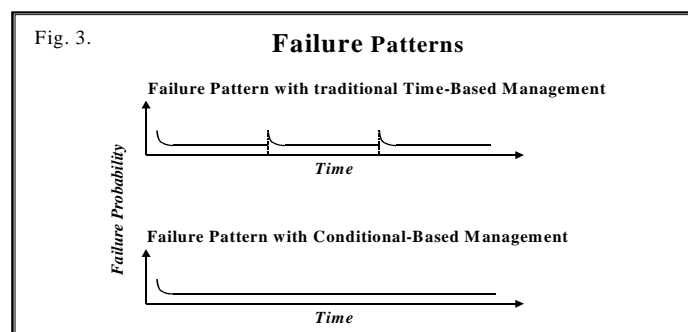 Fig. 3.
Failure Patterns
Failure Pattern with traditional Time-Based Management
Time
Failure Probability
Failure Pattern with Conditional-Based Management
Time